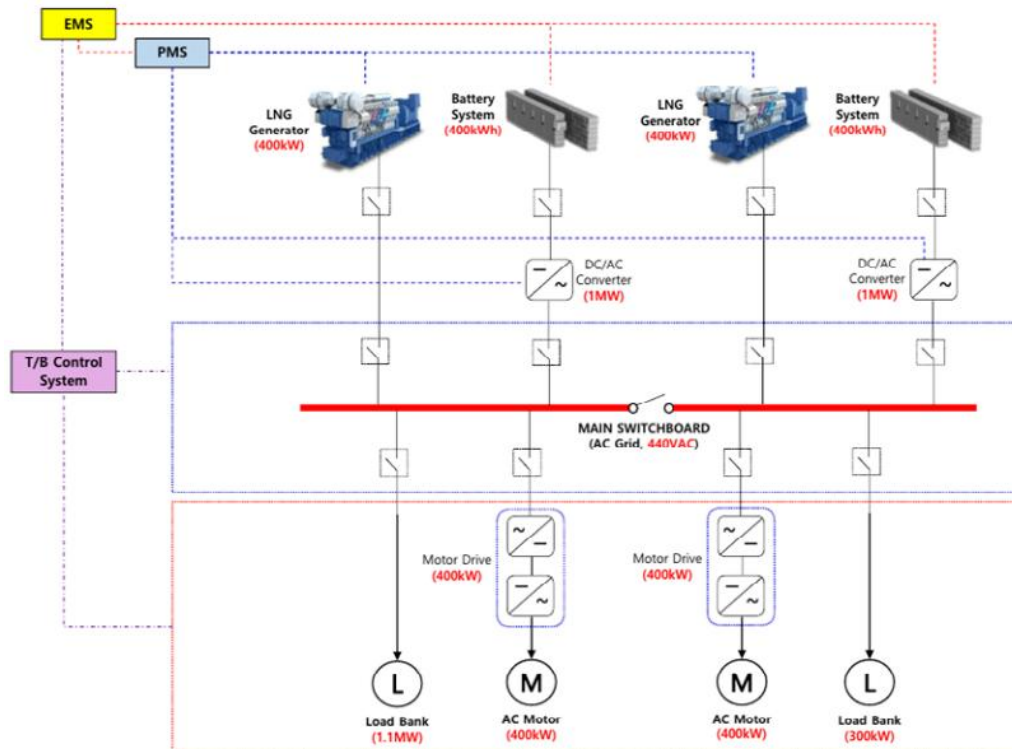 EMS
PMS
LNG
Generator
(400kW)
Battery
System
(400kWh)
LNG
Generator
(400kW)
Battery
System
(400kWh)
DC/AC
Converter
(1MW)
DC/AC
Converter
(1MW)
T/B Control
System
MAIN SWITCHBOARD
(AC Grid, 440VAC)
Motor Drive
(400kW)
Motor Drive
(400kW)
L
M
M
L
Load Bank
(1.1MW)
AC Motor
(400kW)
AC Motor
(400kW)
Load Bank
(300kW)